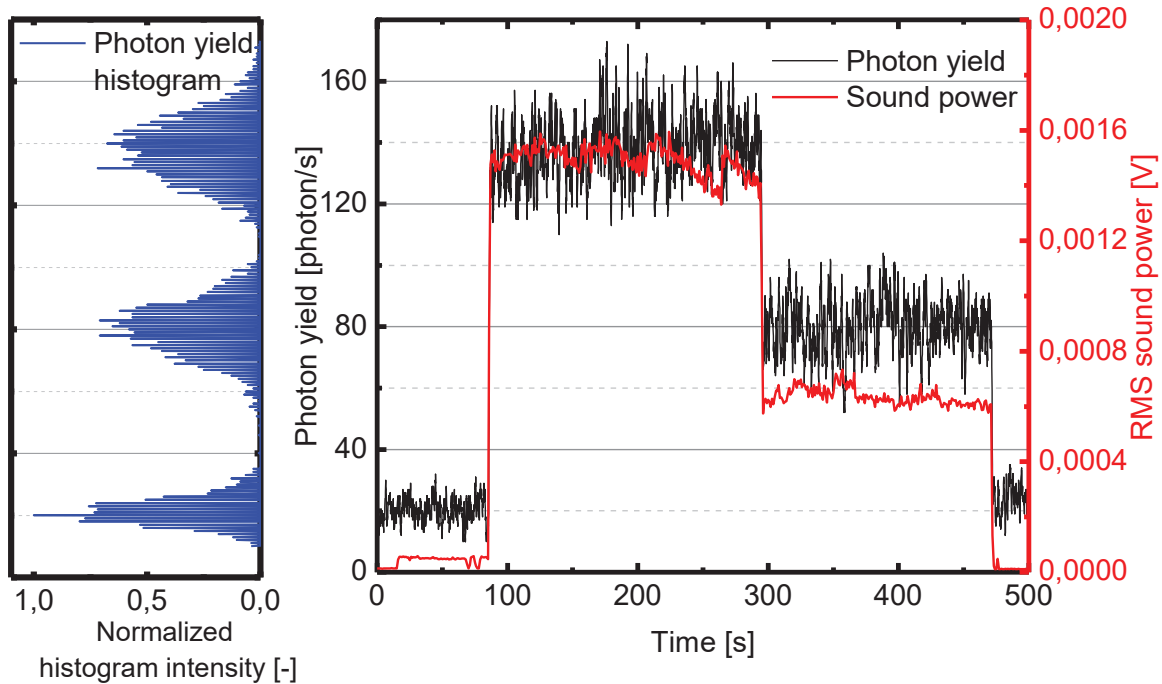 Photon yield
histogram
1,0
0,5
0,0
Normalized
histogram intensity [-]
Photon yield [photon/s]
160
120
80
40
0
Photon yield
Sound power
0
100
200
300
400
500
Time [s]
0,0020
0,0016
0,0012
0,0008
0,0004
0,0000
RMS sound power [V]